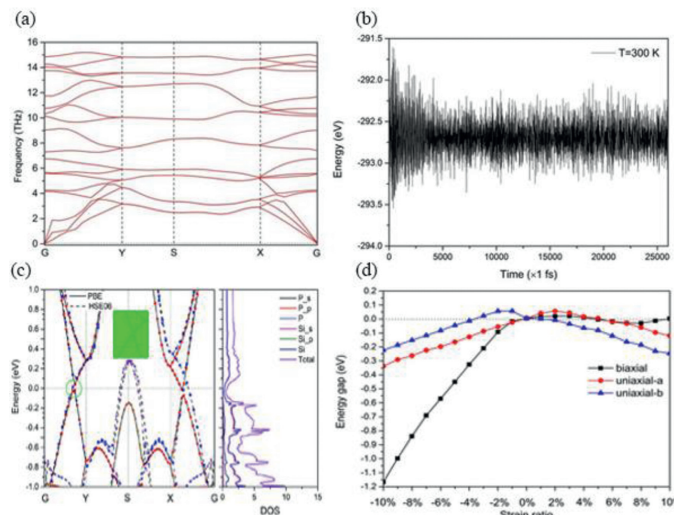 (a)
16
14
12
10
8
6
4
2
0
Frequency (THz)
G Y S X G
(b)
-291.5
-292.0
-292.5
-293.0
-293.5
-294.0
Energy (eV)
T=300 K
0 5000 10000 15000 20000 25000
Time (×1 fs)
(c)
1.0
0.8
0.6
0.4
0.2
0.0
-0.2
-0.4
-0.6
-0.8
-1.0
Energy (eV)
PBE
HSE06
G Y S X G
P_s
P_p
P
Si_s
Si_p
Si
Total
0 5 10 15
DOS
(d)
0.2
0.1
0.0
-0.1
-0.2
-0.3
-0.4
-0.5
-0.6
-0.7
-0.8
-0.9
-1.0
-1.1
-1.2
Energy gap (eV)
biaxial
uniaxial-a
uniaxial-b
-10% -8% -6% -4% -2% 0% 2% 4% 6% 8% 10%
Strain ratio